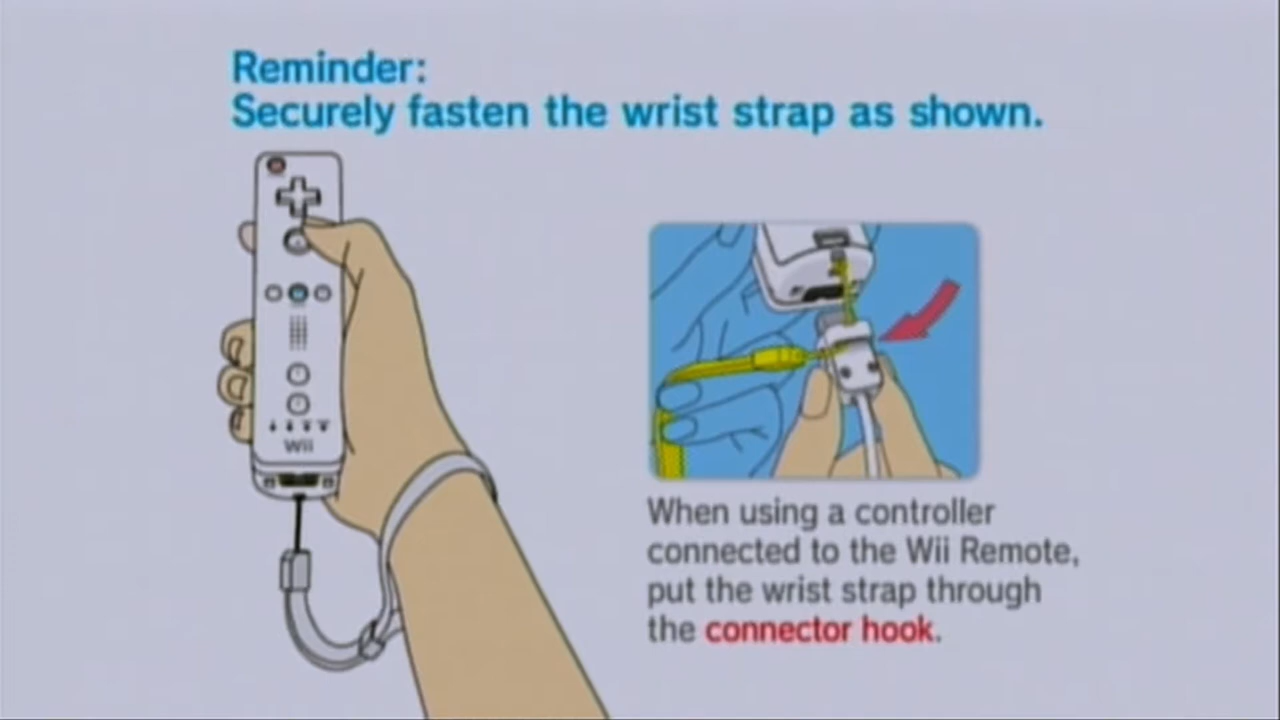 Reminder:
Securely fasten the wrist strap as shown.
Wii
When using a controller
connected to the Wii Remote,
put the wrist strap through
the connector hook.